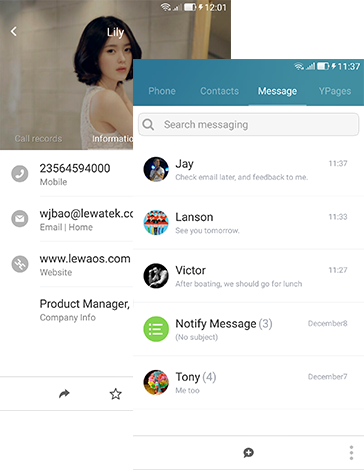 12:01
Lily
Call records
Informatio
23564594000
Mobile
wjbao@lewatek.co
Email | Home
www.lewaos.com
Website
Product Manager,
Company Info
11:37
Phone
Contacts
Message
YPages
Search messaging
Jay
11:37
Check email later, and feedback to me.
Lanson
11:33
See you tomorrow.
Victor
11:27
After boating, we should go for lunch
Notify Message (3)
December8
(No subject)
Tony (4)
December7
Me too